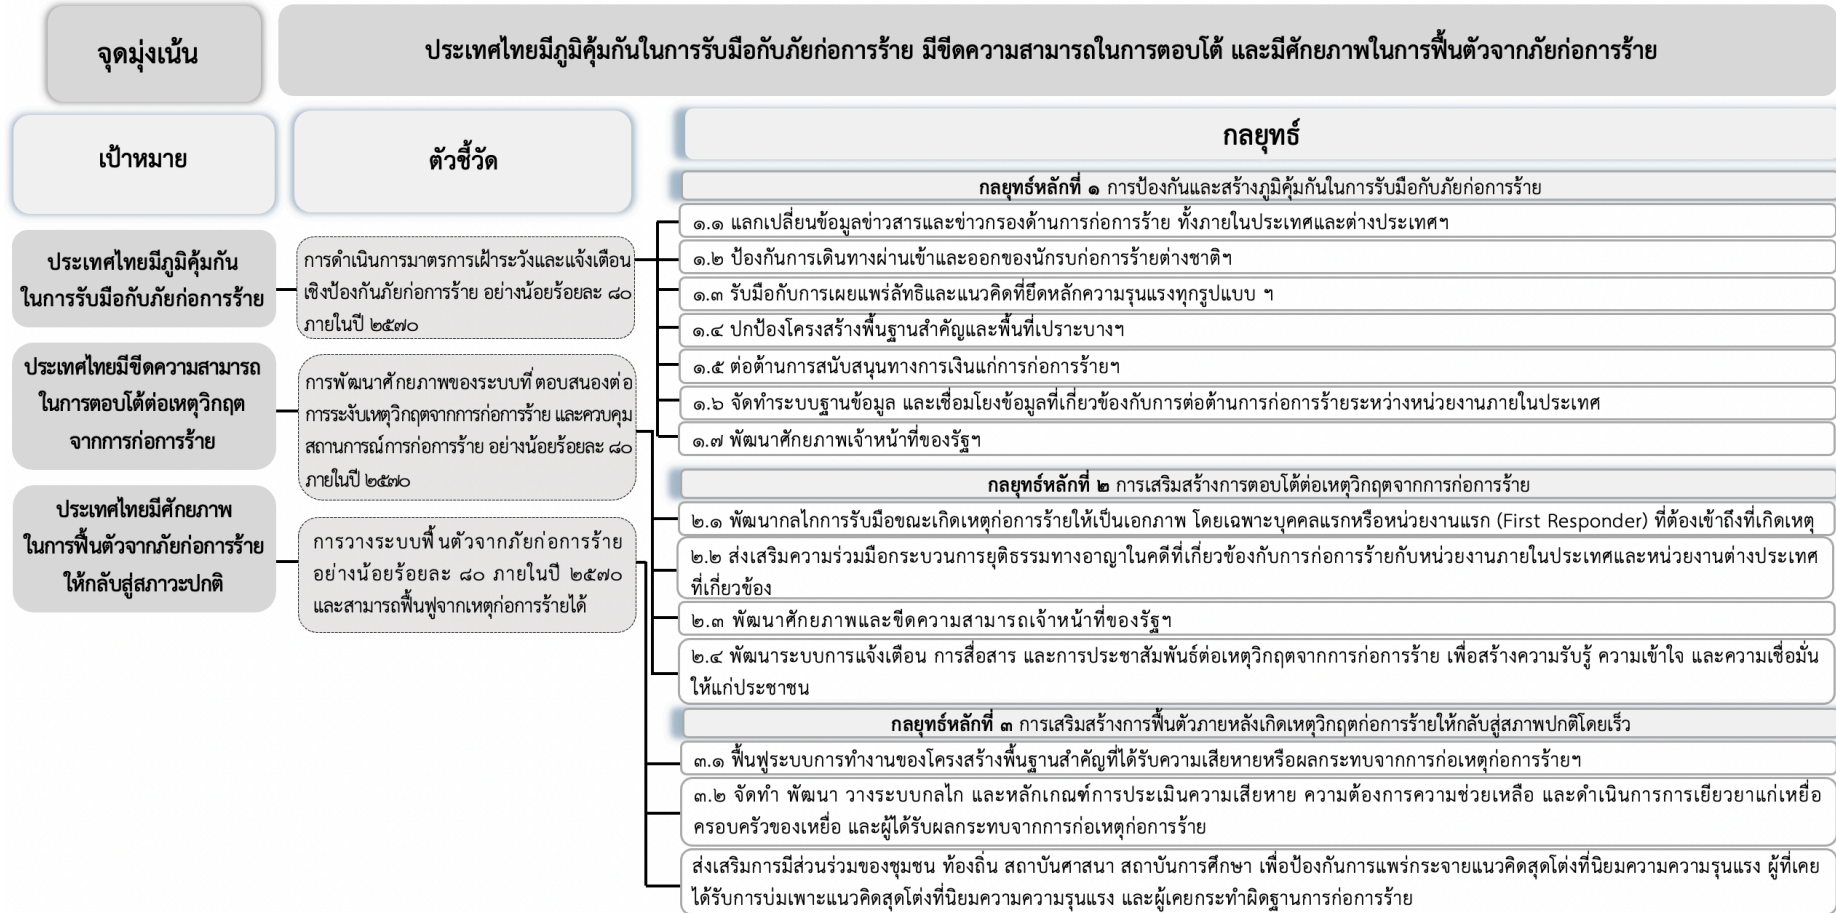 จุดมุ่งเน้น
ประเทศไทยมีภูมิคุ้มกันในการรับมือกับภัยก่อการร้าย มีขีดความสามารถในการตอบโต้ และมีศักยภาพในการฟื้นตัวจากภัยก่อการร้าย
เป้าหมาย
ตัวชี้วัด
กลยุทธ์
ประเทศไทยมีภูมิคุ้มกัน
ในการรับมือกับภัยก่อการร้าย
ประเทศไทยมีขีดความสามารถ
ในการตอบโต้ต่อเหตุวิกฤต
จากการก่อการร้าย
ประเทศไทยมีศักยภาพ
ในการฟื้นตัวจากภัยก่อการร้าย
ให้กลับสู่สภาวะปกติ
การดำเนินการมาตรการเฝ้าระวังและแจ้งเตือน
เชิงป้องกันภัยก่อการร้าย อย่างน้อยร้อยละ ๘๐
ภายในปี ๒๕๗๐
การพัฒนาศักยภาพของระบบที่ตอบสนองต่อ
การระงับเหตุวิกฤตจากการก่อการร้าย และควบคุม
สถานการณ์การก่อการร้าย อย่างน้อยร้อยละ ๘๐
ภายในปี ๒๕๗๐
การวางระบบฟื้นตัวจากภัยก่อการร้าย
อย่างน้อยร้อยละ ๘๐ ภายในปี ๒๕๗๐
และสามารถฟื้นฟูจากเหตุก่อการร้ายได้
กลยุทธ์หลักที่ ๑ การป้องกันและสร้างภูมิคุ้มกันในการรับมือกับภัยก่อการร้าย
๑.๑ แลกเปลี่ยนข้อมูลข่าวสารและข่าวกรองด้านการก่อการร้าย ทั้งภายในประเทศและต่างประเทศฯ
๑.๒ ป้องกันการเดินทางผ่านเข้าและออกของนักรบก่อการร้ายต่างชาติฯ
๑.๓ รับมือกับการเผยแพร่ลัทธิและแนวคิดที่ยึดหลักความรุนแรงทุกรูปแบบ ฯ
๑.๔ ปกป้องโครงสร้างพื้นฐานสำคัญและพื้นที่เปราะบางฯ
๑.๕ ต่อต้านการสนับสนุนทางการเงินแก่การก่อการร้ายฯ
๑.๖ จัดทำระบบฐานข้อมูล และเชื่อมโยงข้อมูลที่เกี่ยวข้องกับการต่อต้านการก่อการร้ายระหว่างหน่วยงานภายในประเทศ
๑.๗ พัฒนาศักยภาพเจ้าหน้าที่ของรัฐฯ
กลยุทธ์หลักที่ ๒ การเสริมสร้างการตอบโต้ต่อเหตุวิกฤตจากการก่อการร้าย
๒.๑ พัฒนากลไกการรับมือขณะเกิดเหตุก่อการร้ายให้เป็นเอกภาพ โดยเฉพาะบุคคลแรกหรือหน่วยงานแรก (First Responder) ที่ต้องเข้าถึงที่เกิดเหตุ
๒.๒ ส่งเสริมความร่วมมือกระบวนการยุติธรรมทางอาญาในคดีที่เกี่ยวข้องกับการก่อการร้ายกับหน่วยงานภายในประเทศและหน่วยงานต่างประเทศ
ที่เกี่ยวข้อง
๒.๓ พัฒนาศักยภาพและขีดความสามารถเจ้าหน้าที่ของรัฐฯ
๒.๔ พัฒนาระบบการแจ้งเตือน การสื่อสาร และการประชาสัมพันธ์ต่อเหตุวิกฤตจากการก่อการร้าย เพื่อสร้างความรับรู้ ความเข้าใจ และความเชื่อมั่น
ให้แก่ประชาชน
กลยุทธ์หลักที่ ๓ การเสริมสร้างการฟื้นตัวภายหลังเกิดเหตุวิกฤตก่อการร้ายให้กลับสู่สภาพปกติโดยเร็ว
๓.๑ ฟื้นฟูระบบการทำงานของโครงสร้างพื้นฐานสำคัญที่ได้รับความเสียหายหรือผลกระทบจากการก่อเหตุก่อการร้ายฯ
๓.๒ จัดทำ พัฒนา วางระบบกลไก และหลักเกณฑ์การประเมินความเสียหาย ความต้องการความช่วยเหลือ และดำเนินการการเยียวยาแก่เหยื่อ
ครอบครัวของเหยื่อ และผู้ได้รับผลกระทบจากการก่อเหตุก่อการร้าย
ส่งเสริมการมีส่วนร่วมของชุมชน ท้องถิ่น สถาบันศาสนา สถาบันการศึกษา เพื่อป้องกันการแพร่กระจายแนวคิดสุดโต่งที่นิยมความความรุนแรง ผู้ที่เคย
ได้รับการบ่มเพาะแนวคิดสุดโต่งที่นิยมความความรุนแรง และผู้เคยกระทำผิดฐานการก่อการร้าย